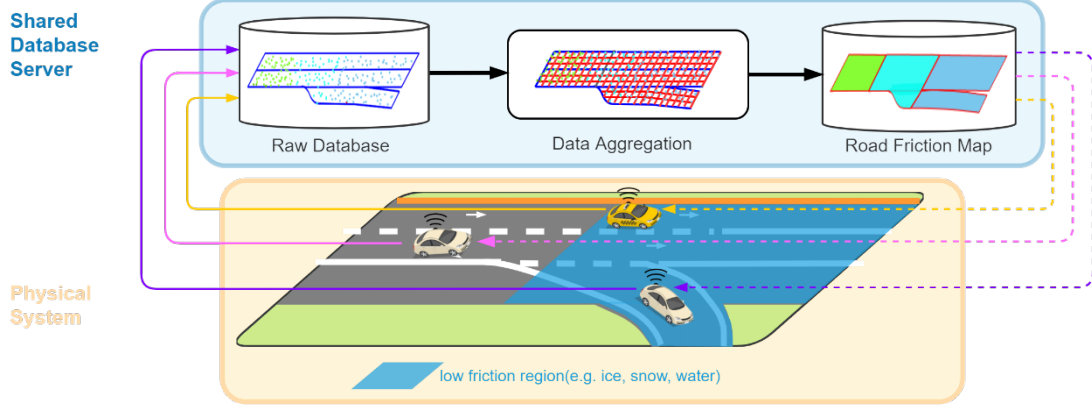 Shared
Database
Server
Raw Database
Data Aggregation
Road Friction Map
Physical
System
low friction region(e.g. ice, snow, water)